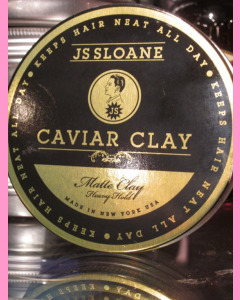 • KEEPS HAIR NEAT ALL DAY • KEEPS HAIR NEAT ALL DAY • KEEPS HAIR NEAT ALL DAY
JS SLOANE
JS
CAVIAR CLAY
Matte Clay
Heavy Hold
MADE IN NEW YORK USA